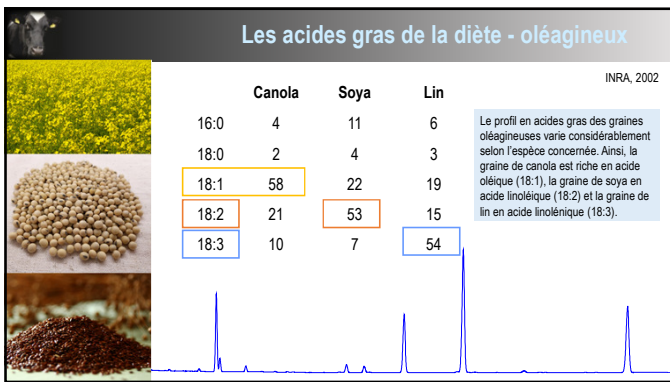 Les acides gras de la diète - oléagineux
INRA, 2002
Canola Soya Lin
16:0 4 11 6
18:0 2 4 3
18:1 58 22 19
18:2 21 53 15
18:3 10 7 54
Le profil en acides gras des graines
oléagineuses varie considérablement
selon l'espèce concernée. Ainsi, la
graine de canola est riche en acide
oléique (18:1), la graine de soya en
acide linoléique (18:2) et la graine de
lin en acide linolénique (18:3).